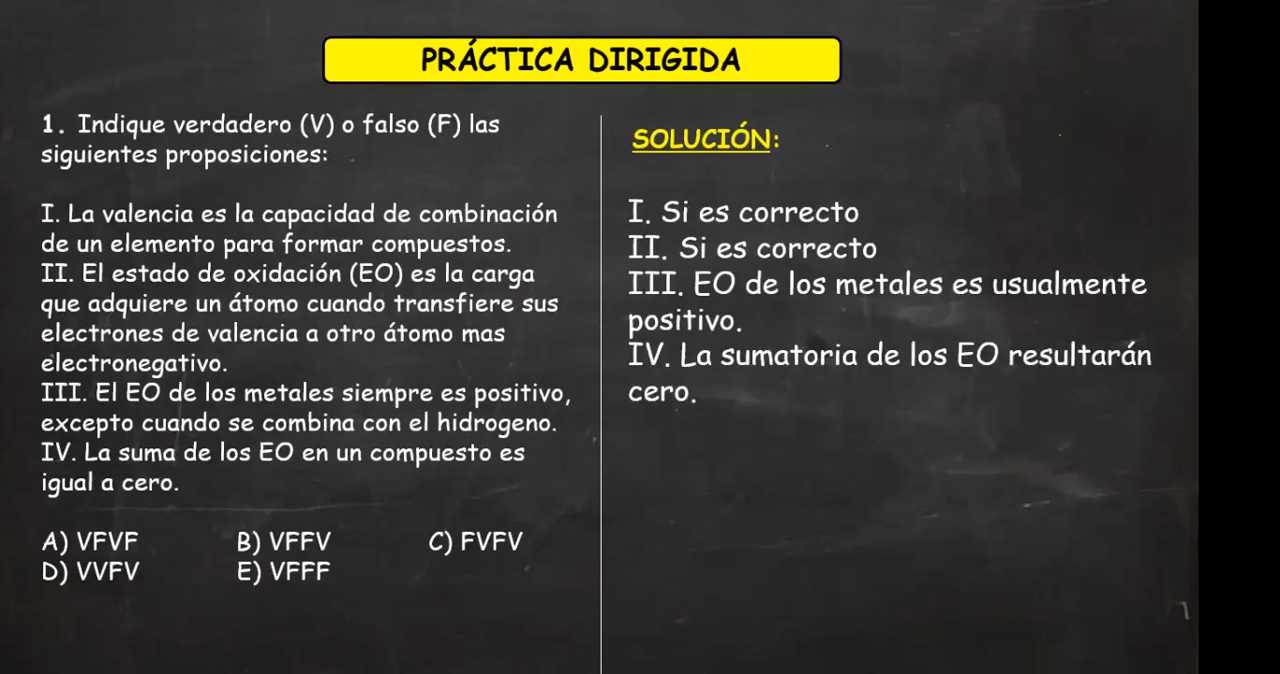 PRÁCTICA DIRIGIDA
1. Indique verdadero (V) o falso (F) las
siguientes proposiciones:
I. La valencia es la capacidad de combinación
de un elemento para formar compuestos.
II. El estado de oxidación (EO) es la carga
que adquiere un átomo cuando transfiere sus
electrones de valencia a otro átomo mas
electronegativo.
III. El EO de los metales siempre es positivo,
excepto cuando se combina con el hidrogeno.
IV. La suma de los EO en un compuesto es
igual a cero.
A) VFVF B) VFFV C) FVFV
D) VVFV E) VFFF
SOLUCIÓN:
I. Si es correcto
II. Si es correcto
III. EO de los metales es usualmente
positivo.
IV. La sumatoria de los EO resultarán
cero.